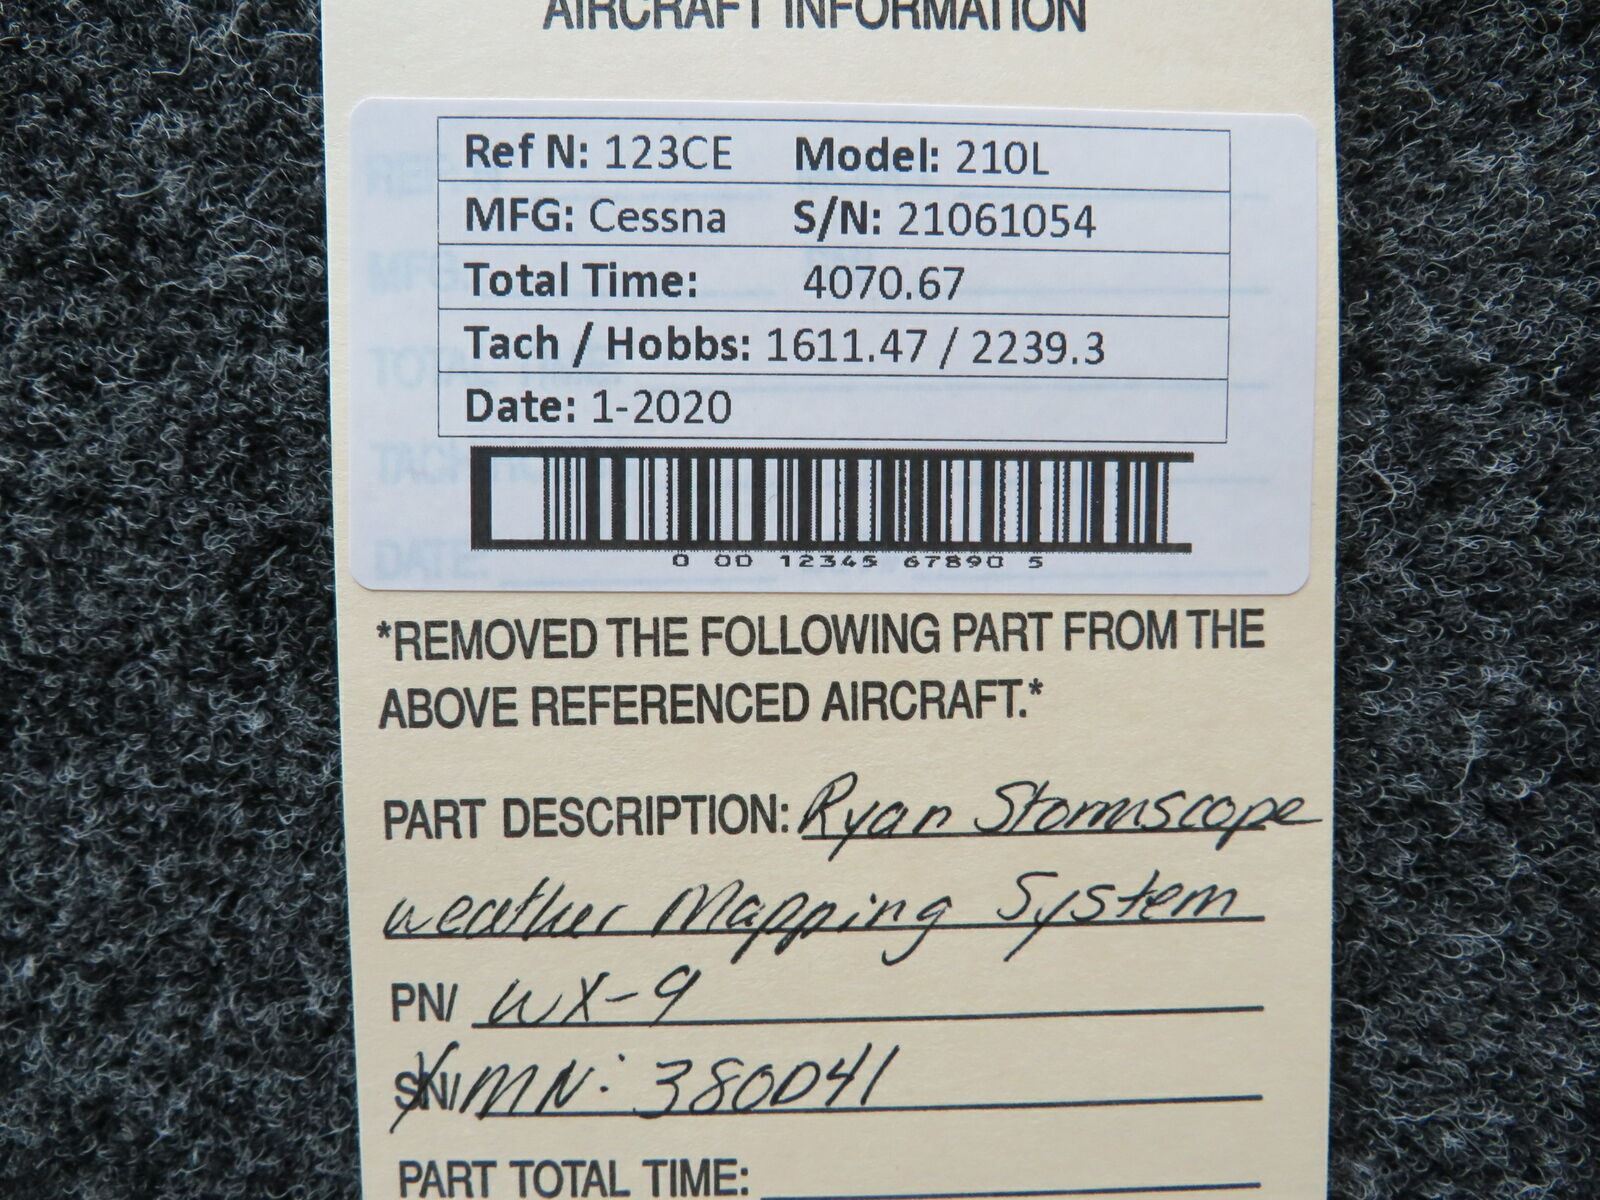 AIRCRAFT INFORMATION
Ref N: 123CE Model: 210L
MFG: Cessna S/N: 21061054
Total Time: 4070.67
Tach / Hobbs: 1611.47 / 2239.3
Date: 1-2020
0 00 12345 67890 5
*REMOVED THE FOLLOWING PART FROM THE
ABOVE REFERENCED AIRCRAFT.*
PART DESCRIPTION: Ryan Stormscope
weather Mapping System
PN/ WX-9
SN/ MN: 380041
PART TOTAL TIME: